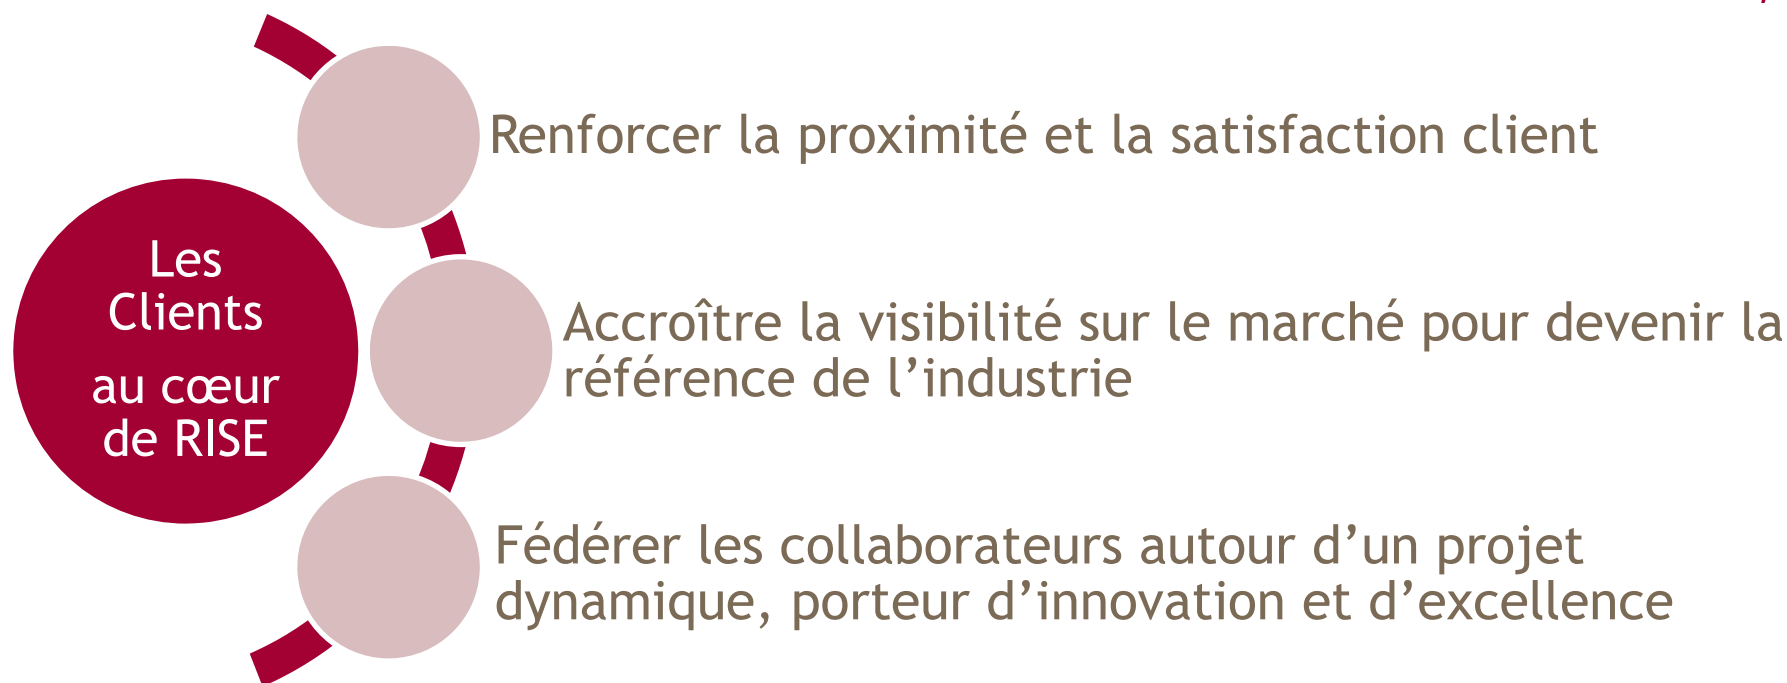 Les
Clients
au cœur
de RISE
Renforcer la proximité et la satisfaction client
Accroître la visibilité sur le marché pour devenir la
référence de l’industrie
Fédérer les collaborateurs autour d’un projet
dynamique, porteur d’innovation et d’excellence